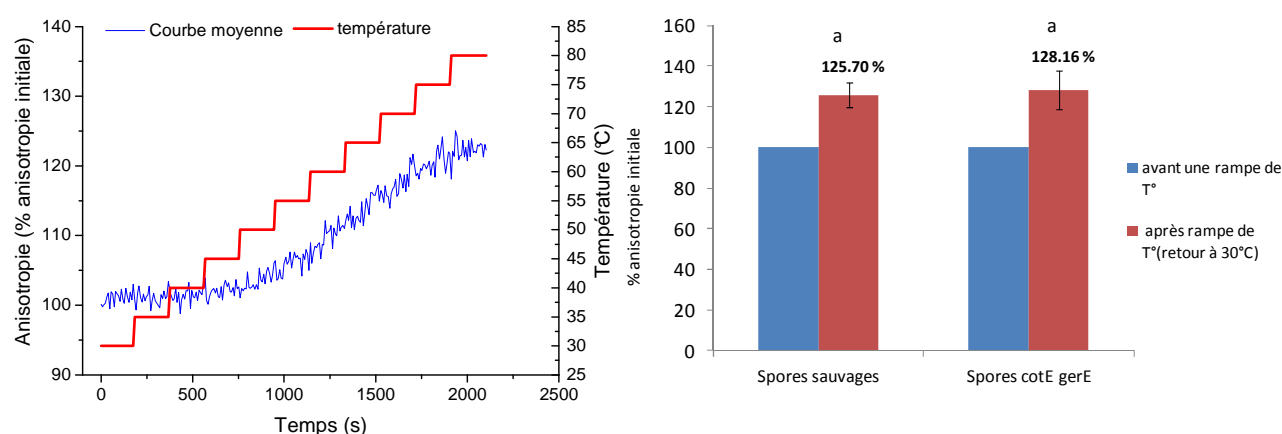 Courbe moyenne
température
Anisotropie (% anisotropie initiale)
140
130
120
110
100
90
Température (°C)
85
80
75
70
65
60
55
50
45
40
35
30
25
0
500
1000
1500
2000
2500
Temps (s)
% anisotropie initiale
160
140
120
100
80
60
40
20
0
a
125.70 %
a
128.16 %
Spores sauvages
Spores cotE gerE
avant une rampe de
T°
après rampe de
T°(retour à 30°C)